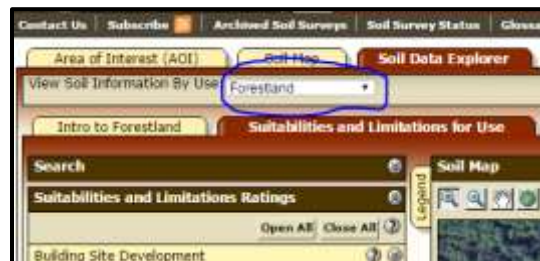 Contact Us Subscribe Archived Soil Surveys Soil Survey Status Glossa
Area of Interest (AOI) Soil Map Soil Data Explorer
View Soil Information By Use: Forestland
Intro to Forestland Suitabilities and Limitations for Use
Search
Soil Map
Suitabilities and Limitations Ratings
Legend
Open All Close All
Building Site Development